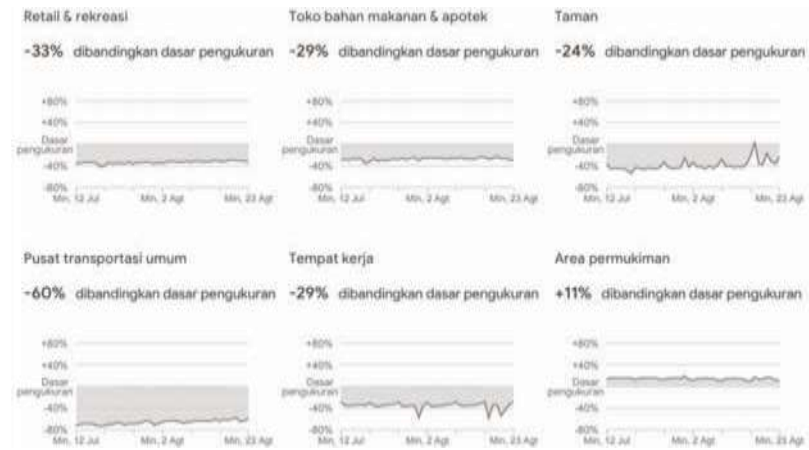 Retail & rekreasi
-33% dibandingkan dasar pengukuran
+80%
+40%
Dasar
pengukuran
-40%
-80%
Min, 12 Jul Min, 2 Agt Min, 23 Agt
Toko bahan makanan & apotek
-29% dibandingkan dasar pengukuran
+80%
+40%
Dasar
pengukuran
-40%
-80%
Min, 12 Jul Min, 2 Agt Min, 23 Agt
Taman
-24% dibandingkan dasar pengukuran
+80%
+40%
Dasar
pengukuran
-40%
-80%
Min, 12 Jul Min, 2 Agt Min, 23 Agt
Pusat transportasi umum
-60% dibandingkan dasar pengukuran
+80%
+40%
Dasar
pengukuran
-40%
-80%
Min, 12 Jul Min, 2 Agt Min, 23 Agt
Tempat kerja
-29% dibandingkan dasar pengukuran
+80%
+40%
Dasar
pengukuran
-40%
-80%
Min, 12 Jul Min, 2 Agt Min, 23 Agt
Area permukiman
+11% dibandingkan dasar pengukuran
+80%
+40%
Dasar
pengukuran
-40%
-80%
Min, 12 Jul Min, 2 Agt Min, 23 Agt